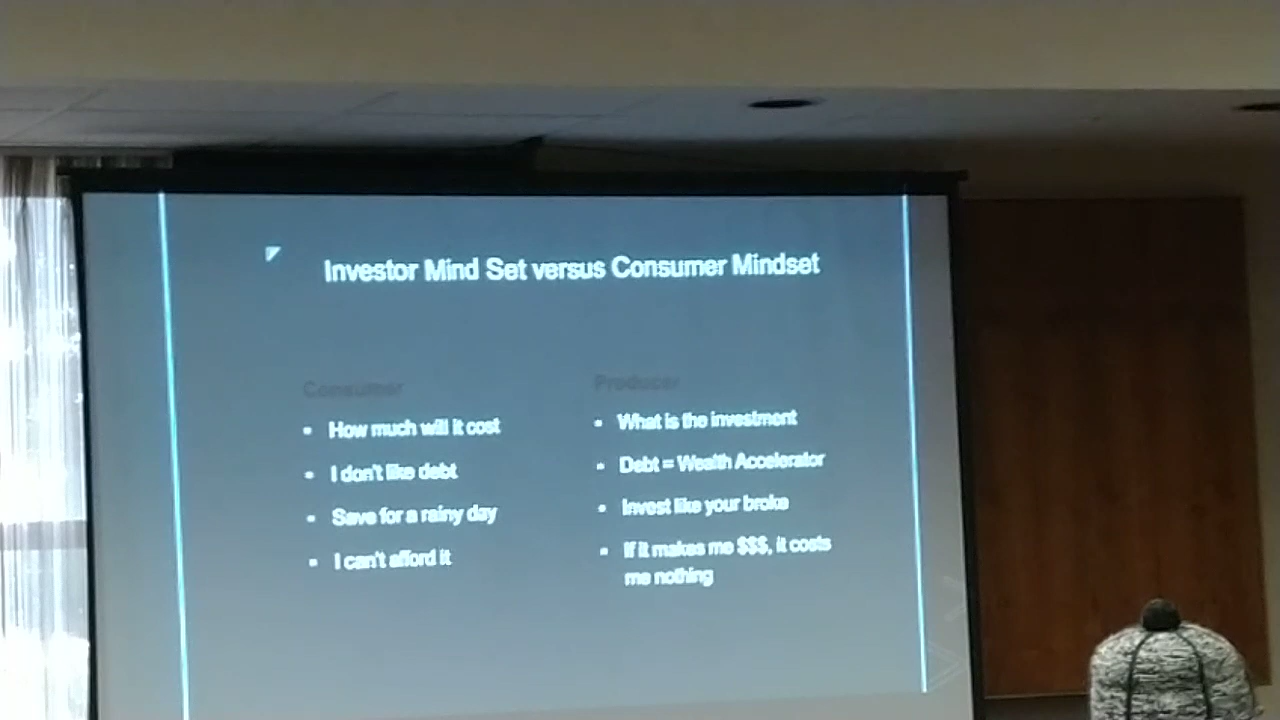 Investor Mind Set versus Consumer Mindset
Consumer
How much will it cost
I don't like debt
Save for a rainy day
I can't afford it
Producer
What is the investment
Debt = Wealth Accelerator
Invest like your broke
If it makes me $$$, it costs
me nothing